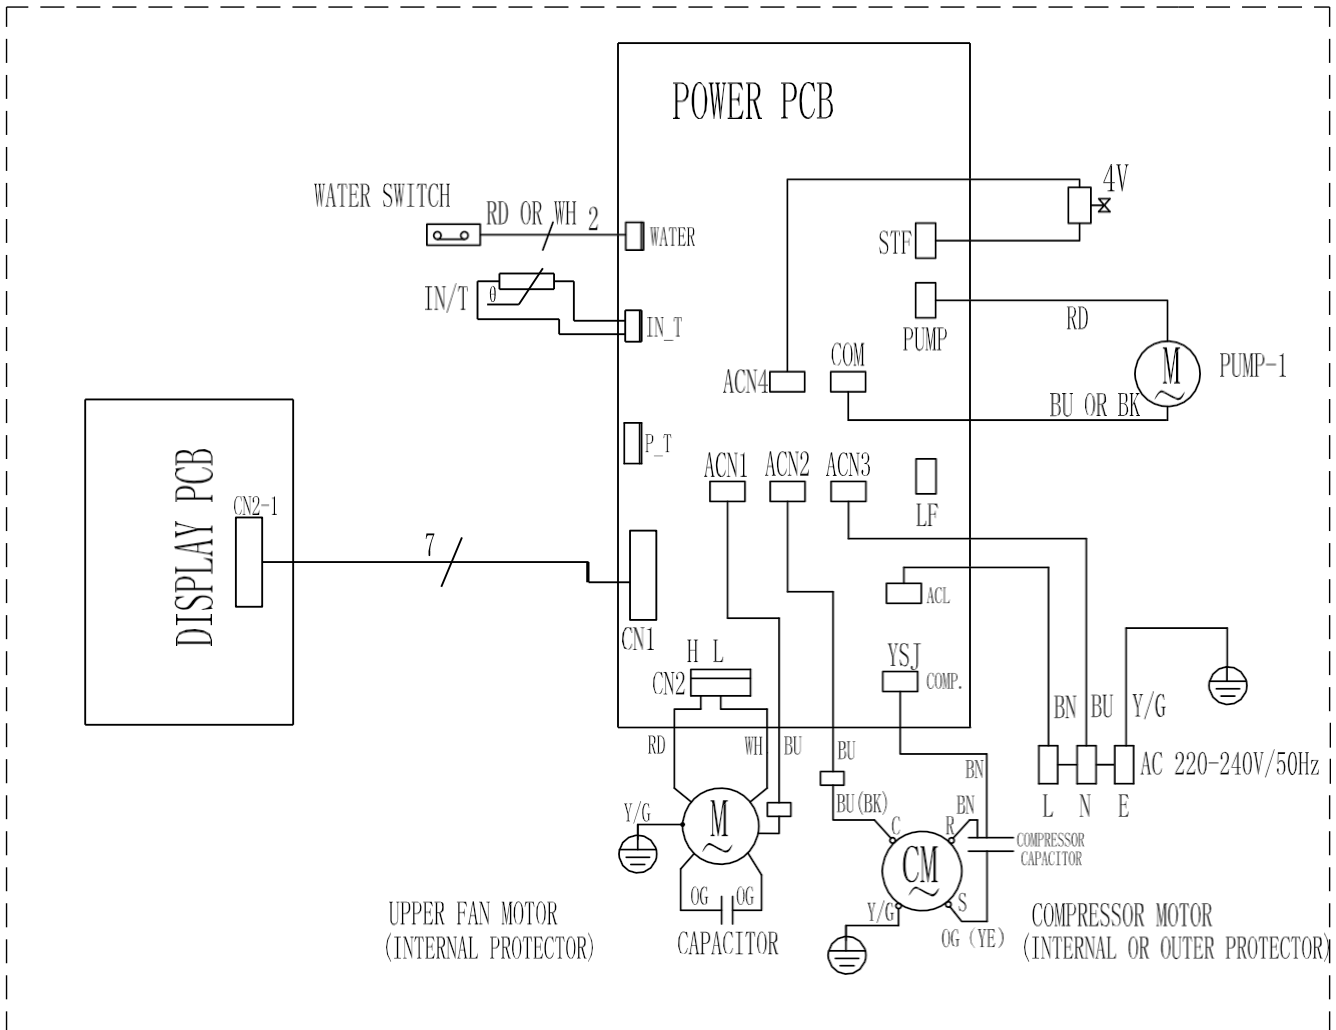 POWER PCB
WATER SWITCH
RD OR WH 2
WATER
4V
STF
IN/T
θ
IN_T
PUMP
RD
COM
ACN4
M
PUMP-1
BU OR BK
P_T
ACN1
ACN2
ACN3
LF
DISPLAY PCB
CN2-1
7
CN1
ACL
H L
CN2
YSJ
COMP.
BN
BU
Y/G
RD
WH
BU
BU
BN
AC 220-240V/50Hz
L
N
E
Y/G
M
BU(BK)
BN
C
R
COMPRESSOR
CAPACITOR
CM
OG
OG
Y/G
S
OG (YE)
CAPACITOR
UPPER FAN MOTOR
(INTERNAL PROTECTOR)
COMPRESSOR MOTOR
(INTERNAL OR OUTER PROTECTOR)